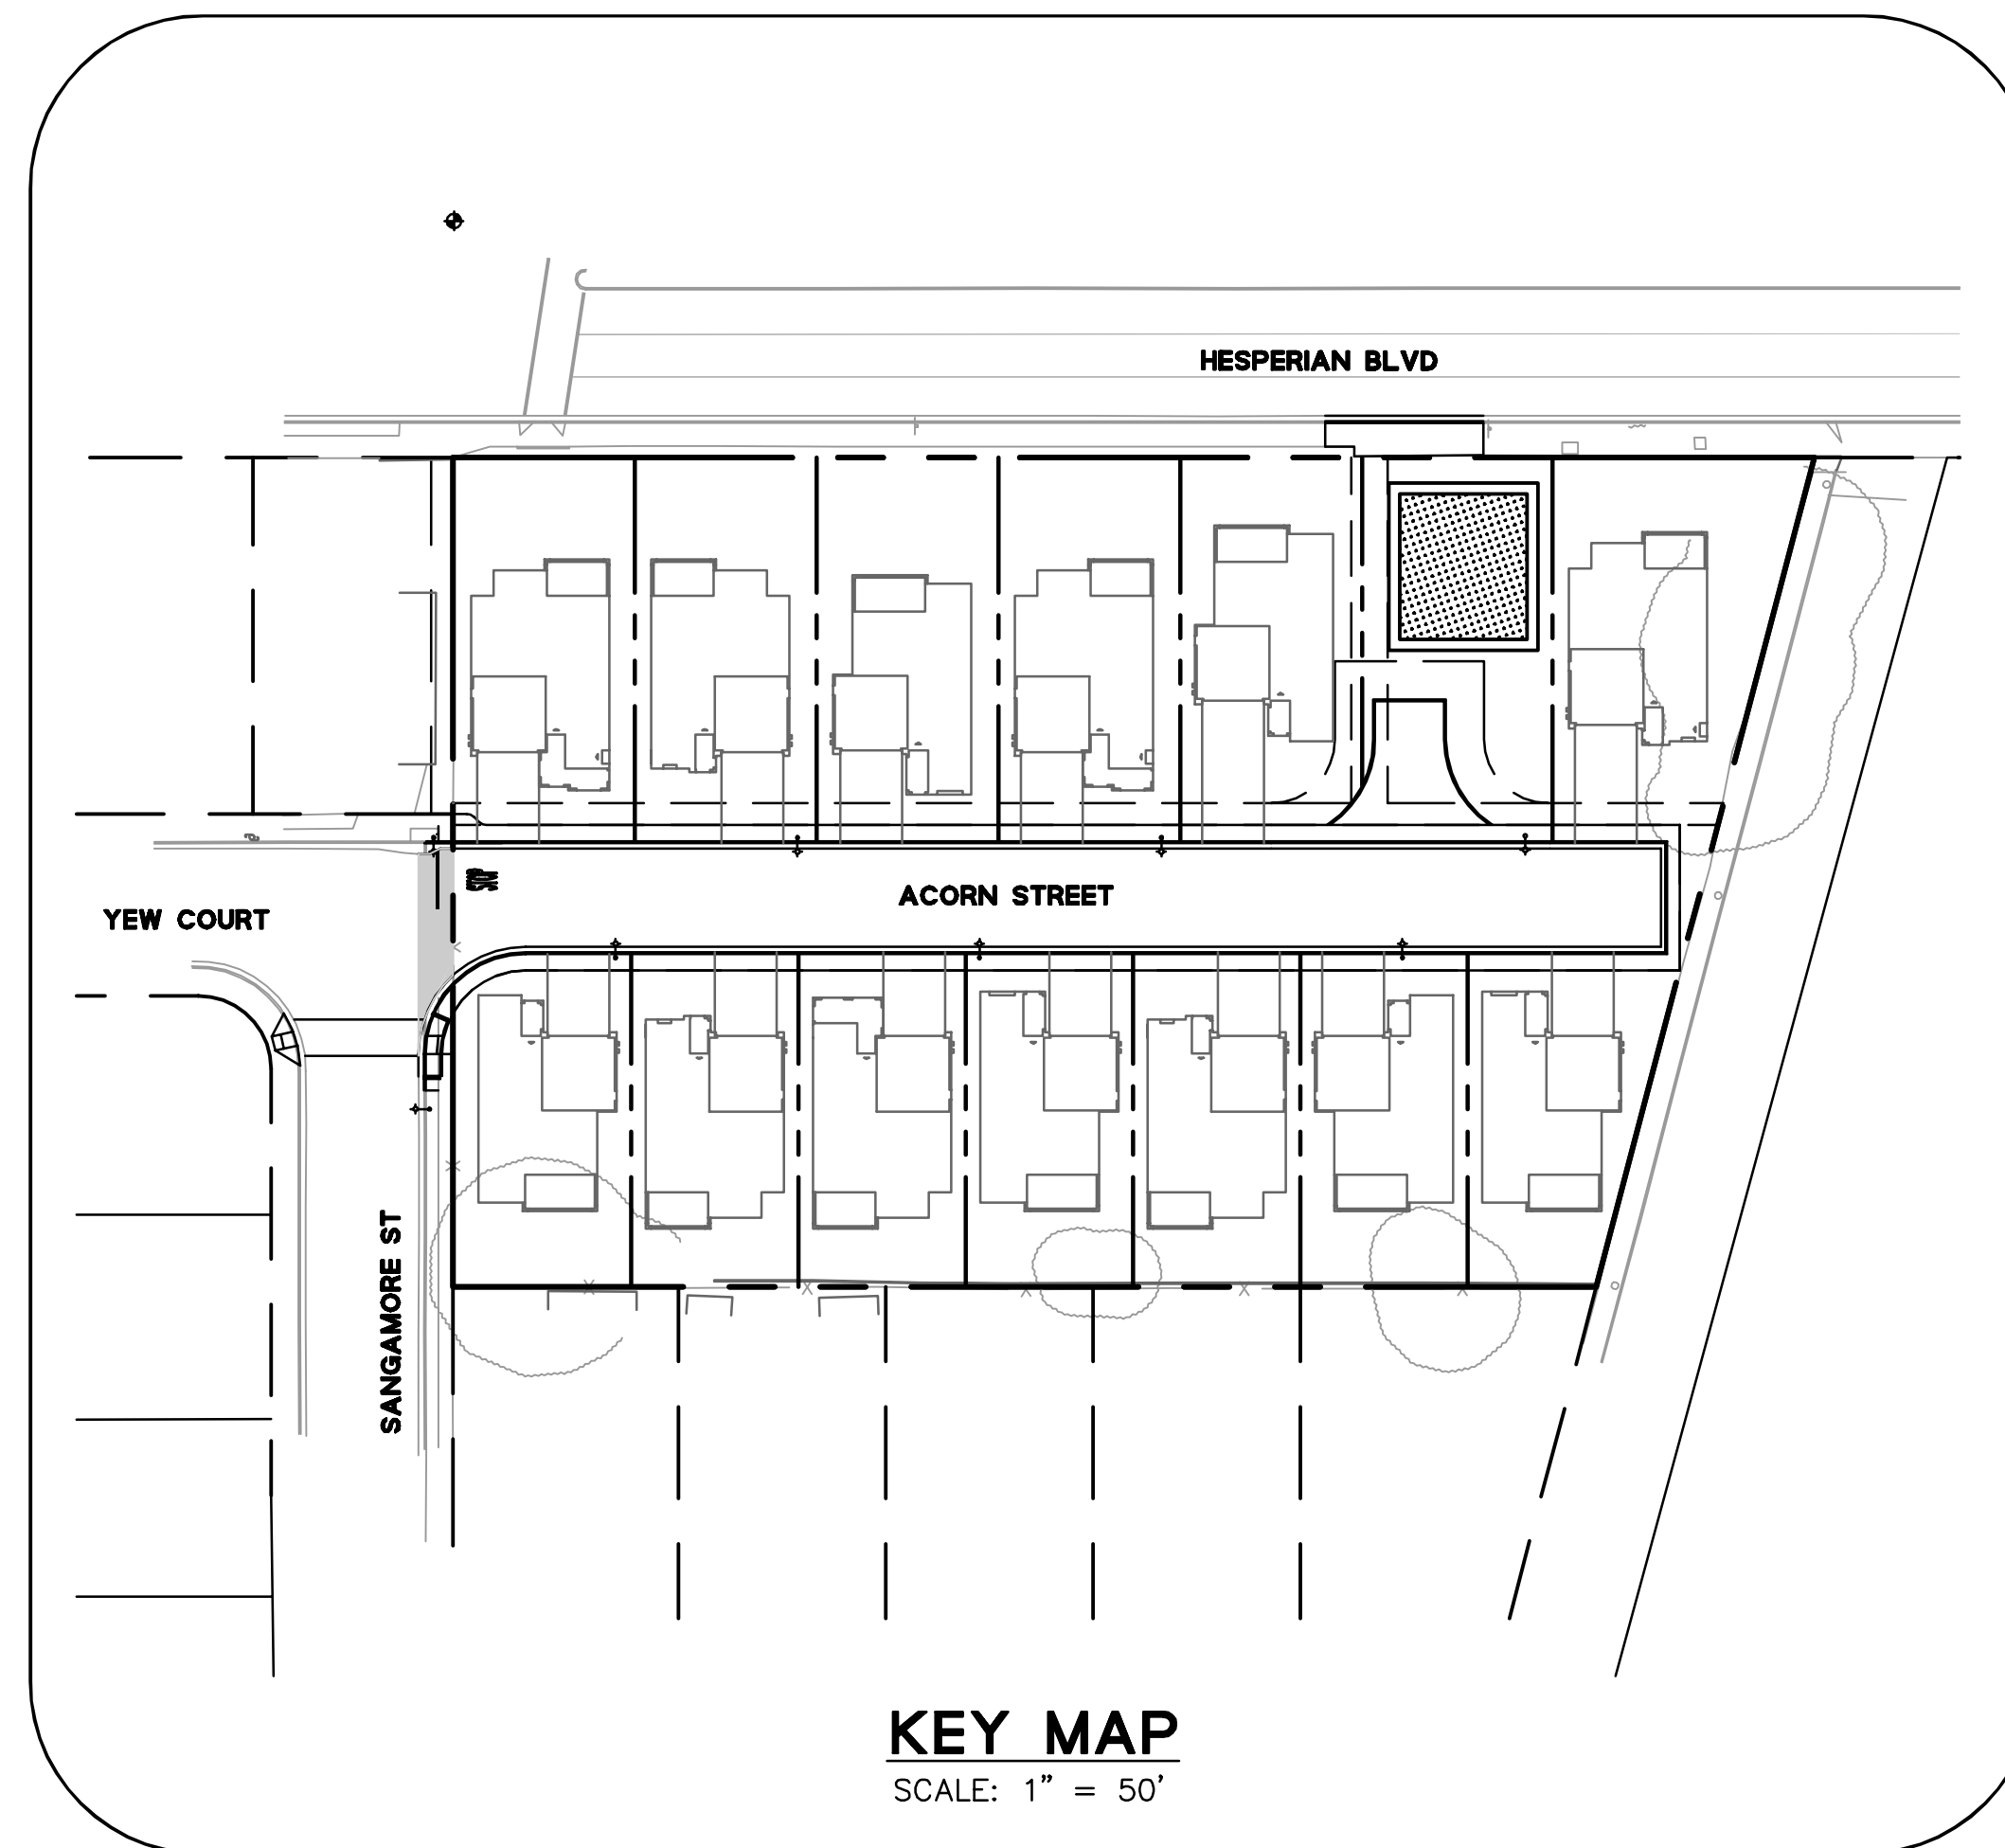 HESPERIAN BLVD
ACORN STREET
YEW COURT
SANGAMORE ST
KEY MAP
SCALE: 1" = 50'